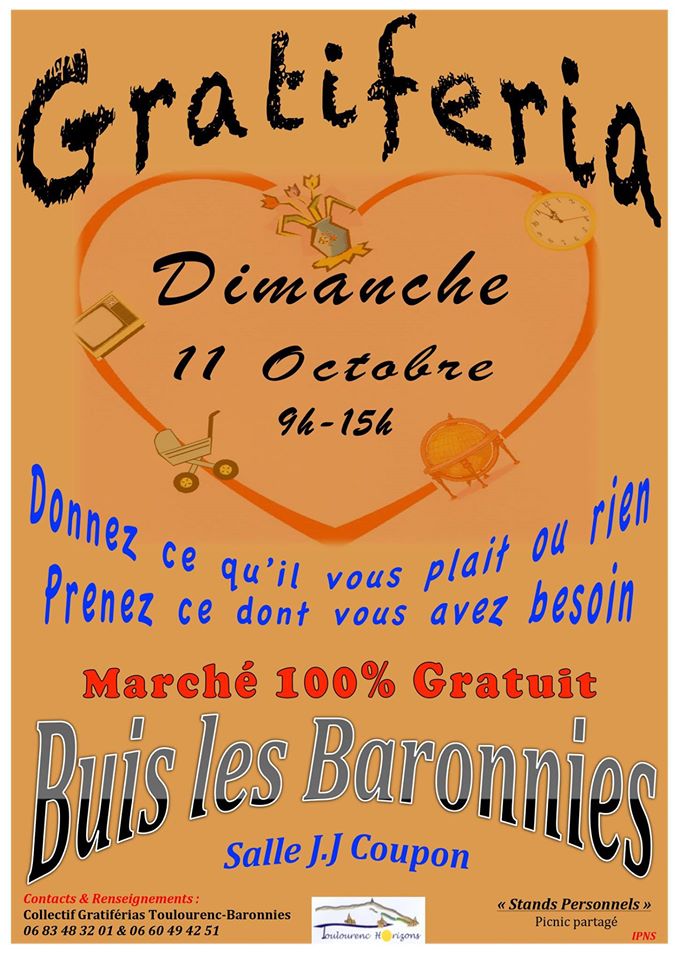 Gratiferia
Dimanche
11 Octobre
9h-15h
Donnez ce qu'il vous plait ou rien
Prenez ce dont vous avez besoin
Marché 100% Gratuit
Buis les Baronnies
Salle J.J Coupon
Contacts & Renseignements :
Collectif Gratiférias Toulourenc-Baronnies
06 83 48 32 01 & 06 60 49 42 51
Toulourenc Horizons
« Stands Personnels »
Picnic partagé
IPNS